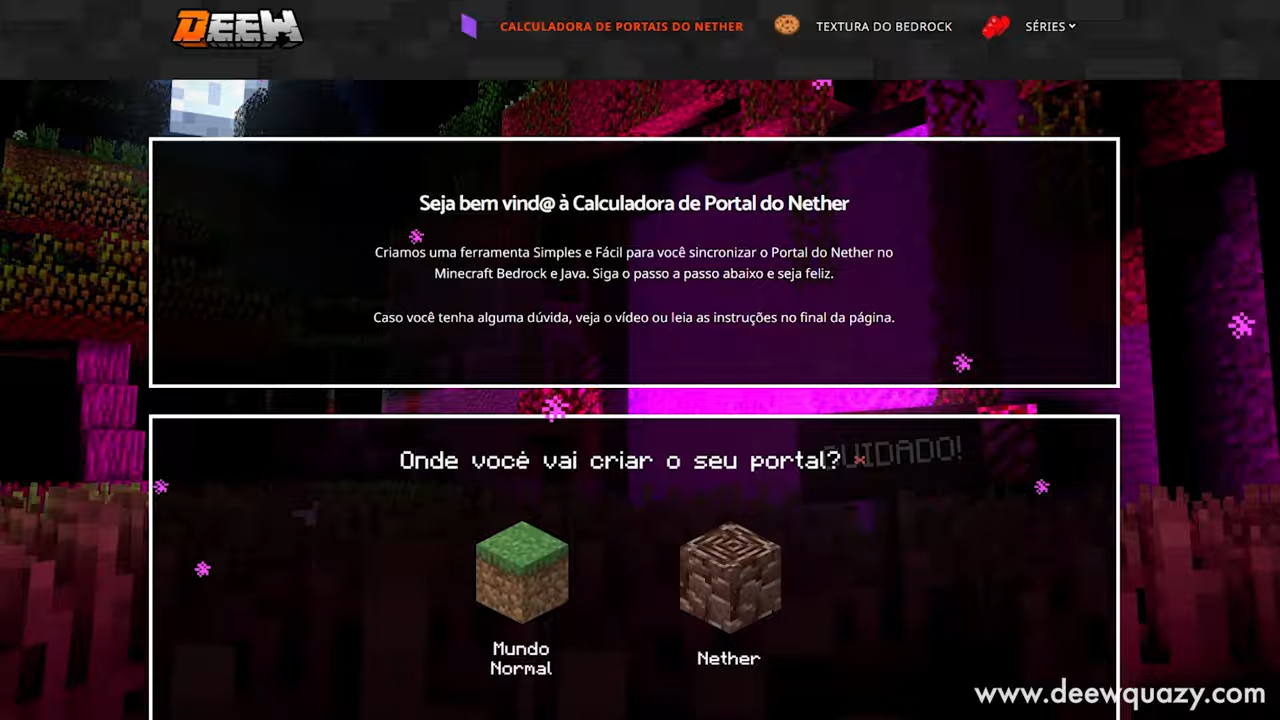 DEEW
CALCULADORA DE PORTAIS DO NETHER
TEXTURA DO BEDROCK
SÉRIES
Seja bem vind@ à Calculadora de Portal do Nether
Criamos uma ferramenta Simples e Fácil para você sincronizar o Portal do Nether no
Minecraft Bedrock e Java. Siga o passo a passo abaixo e seja feliz.
Caso você tenha alguma dúvida, veja o vídeo ou leia as instruções no final da página.
Onde você vai criar o seu portal? *
CUIDADO!
Mundo
Normal
Nether
www.deewquazy.com